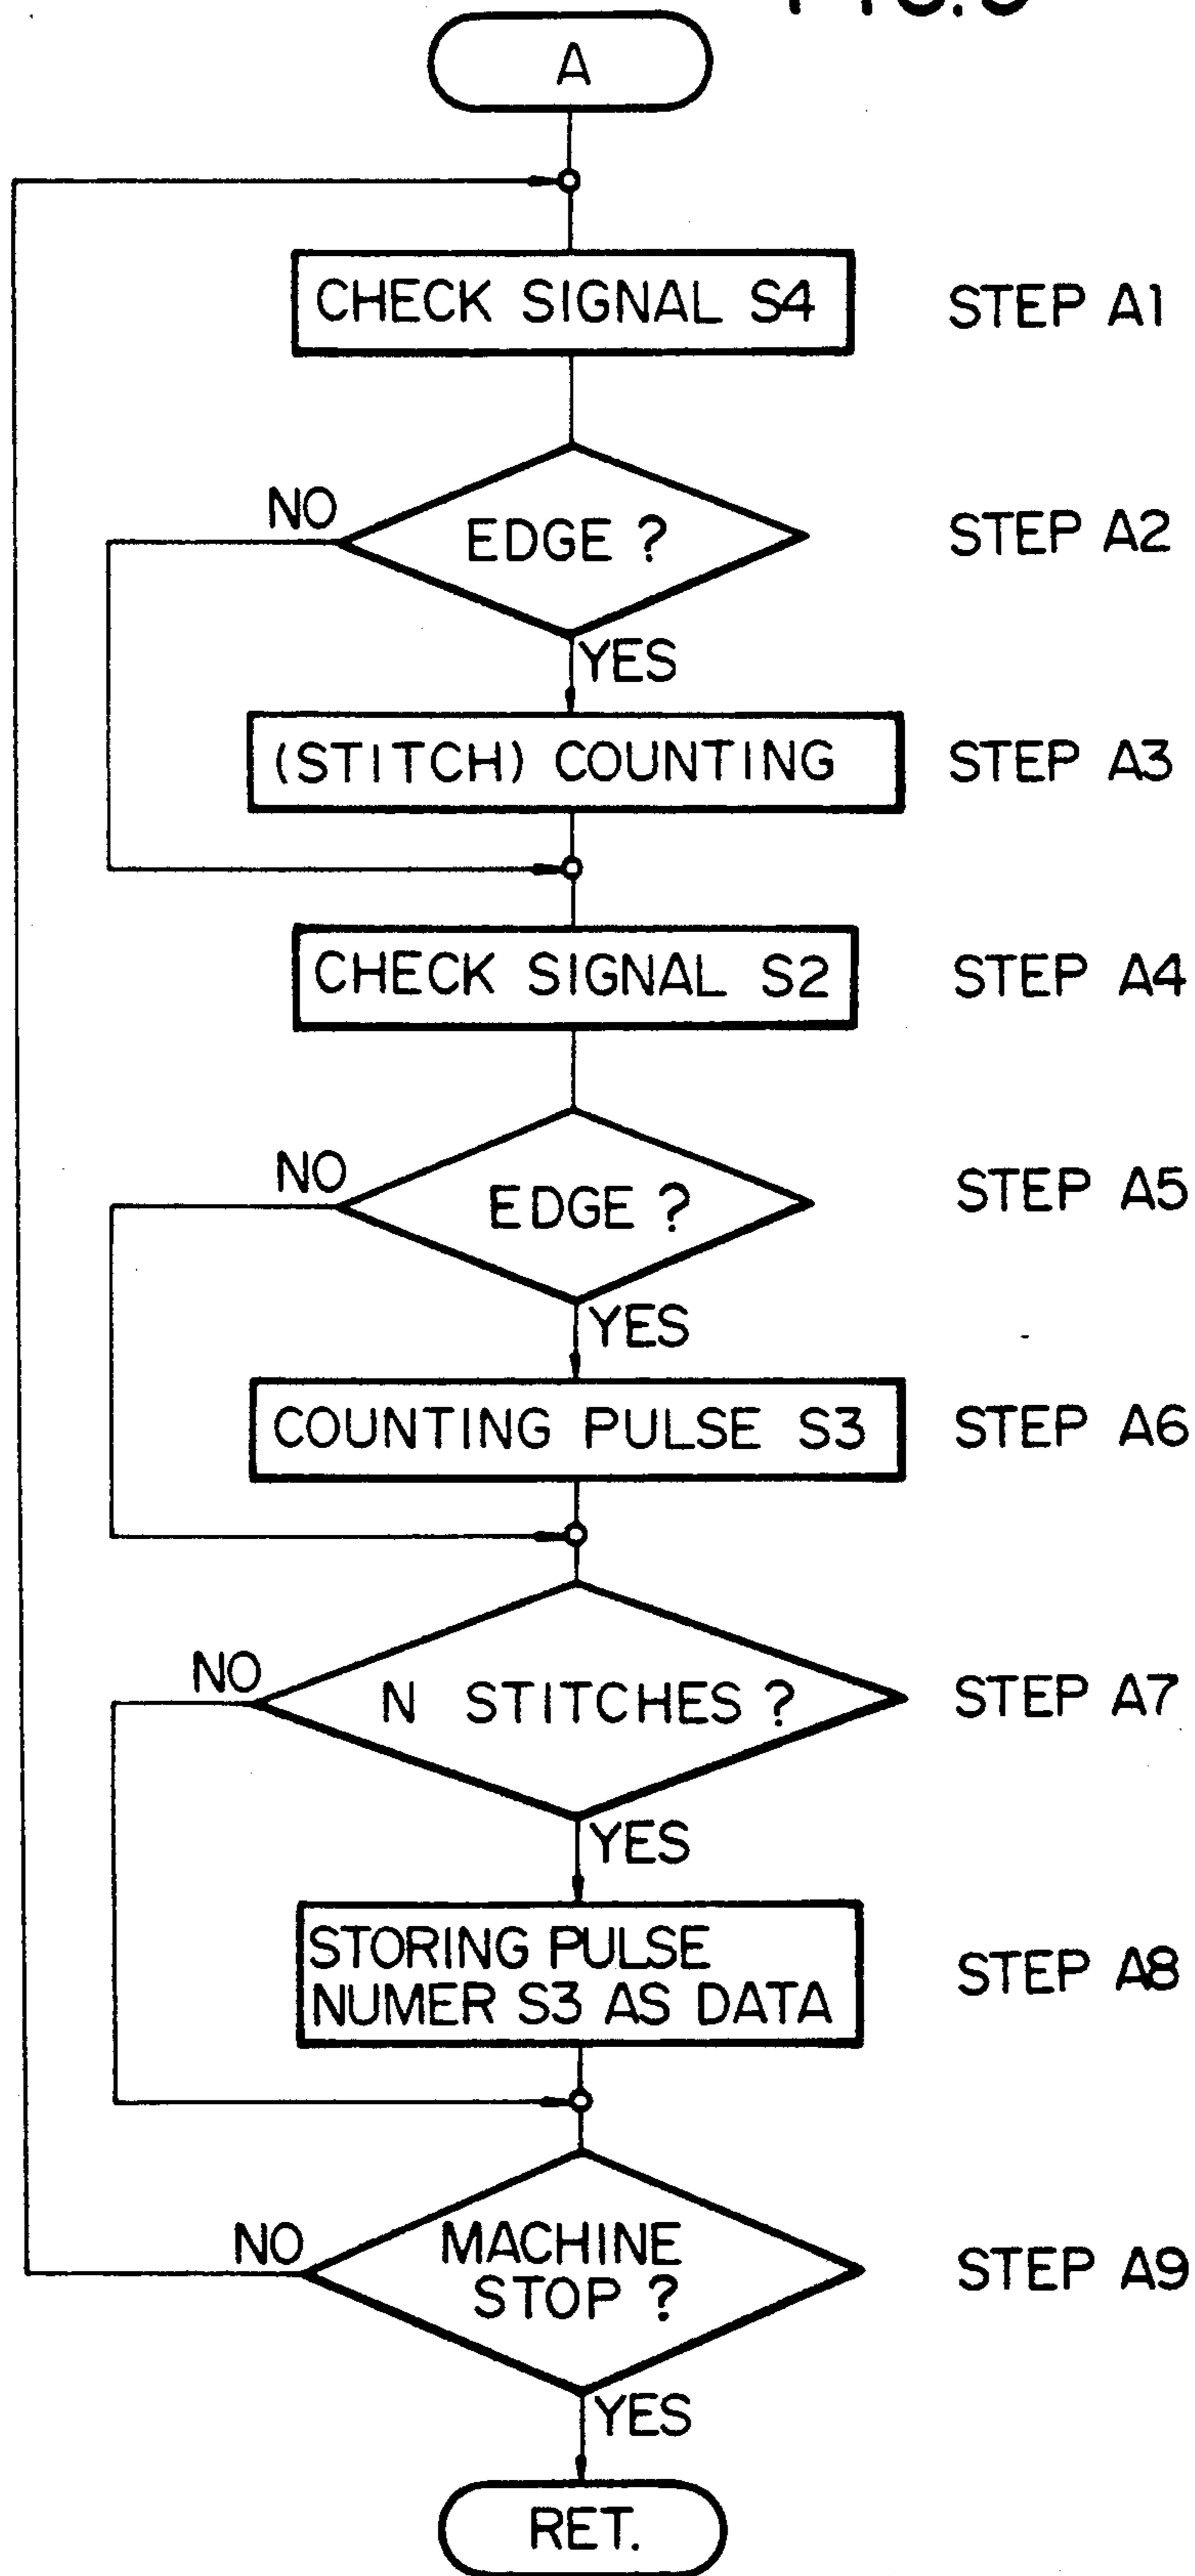 A
CHECK SIGNAL S4
STEP A1
NO
EDGE ?
STEP A2
YES
(STITCH) COUNTING
STEP A3
CHECK SIGNAL S2
STEP A4
NO
EDGE ?
STEP A5
YES
COUNTING PULSE S3
STEP A6
NO
N STITCHES ?
STEP A7
YES
STORING PULSE
NUMER S3 AS DATA
STEP A8
NO
MACHINE
STOP ?
STEP A9
YES
RET.